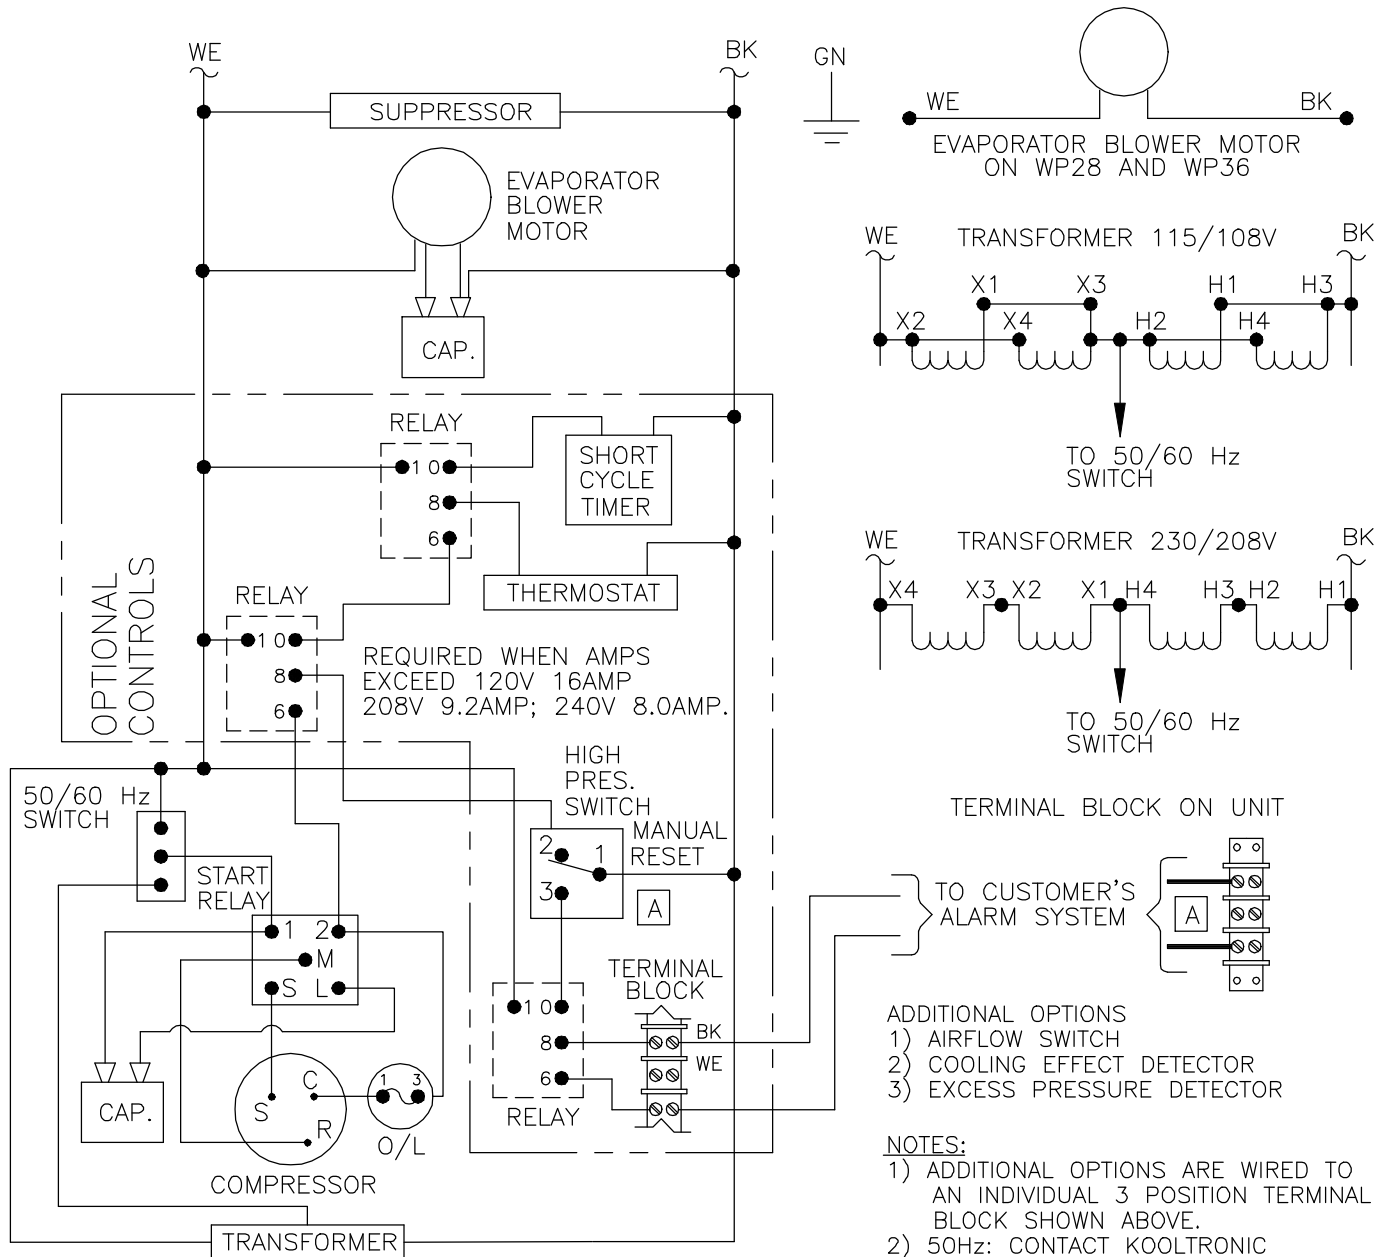 WE
BK
SUPPRESSOR
EVAPORATOR
BLOWER
MOTOR
CAP.
GN
WE
BK
EVAPORATOR BLOWER MOTOR
ON WP28 AND WP36
WE
TRANSFORMER 115/108V
BK
X1
X3
H1
H3
X2
X4
H2
H4
TO 50/60 Hz
SWITCH
WE
TRANSFORMER 230/208V
BK
X4
X3
X2
X1
H4
H3
H2
H1
TO 50/60 Hz
SWITCH
OPTIONAL
CONTROLS
RELAY
1 0
8
6
SHORT
CYCLE
TIMER
THERMOSTAT
RELAY
1 0
8
6
REQUIRED WHEN AMPS
EXCEED 120V 16AMP
208V 9.2AMP; 240V 8.0AMP.
50/60 Hz
SWITCH
HIGH
PRES.
SWITCH
MANUAL
RESET
2
1
3
A
START
RELAY
1
2
M
S
L
CAP.
C
S
R
COMPRESSOR
1
3
O/L
1 0
8
6
RELAY
TERMINAL
BLOCK
BK
WE
TRANSFORMER
TERMINAL BLOCK ON UNIT
TO CUSTOMER'S
ALARM SYSTEM
A
ADDITIONAL OPTIONS
1) AIRFLOW SWITCH
2) COOLING EFFECT DETECTOR
3) EXCESS PRESSURE DETECTOR
NOTES:
1) ADDITIONAL OPTIONS ARE WIRED TO
AN INDIVIDUAL 3 POSITION TERMINAL
BLOCK SHOWN ABOVE.
2) 50Hz: CONTACT KOOLTRONIC